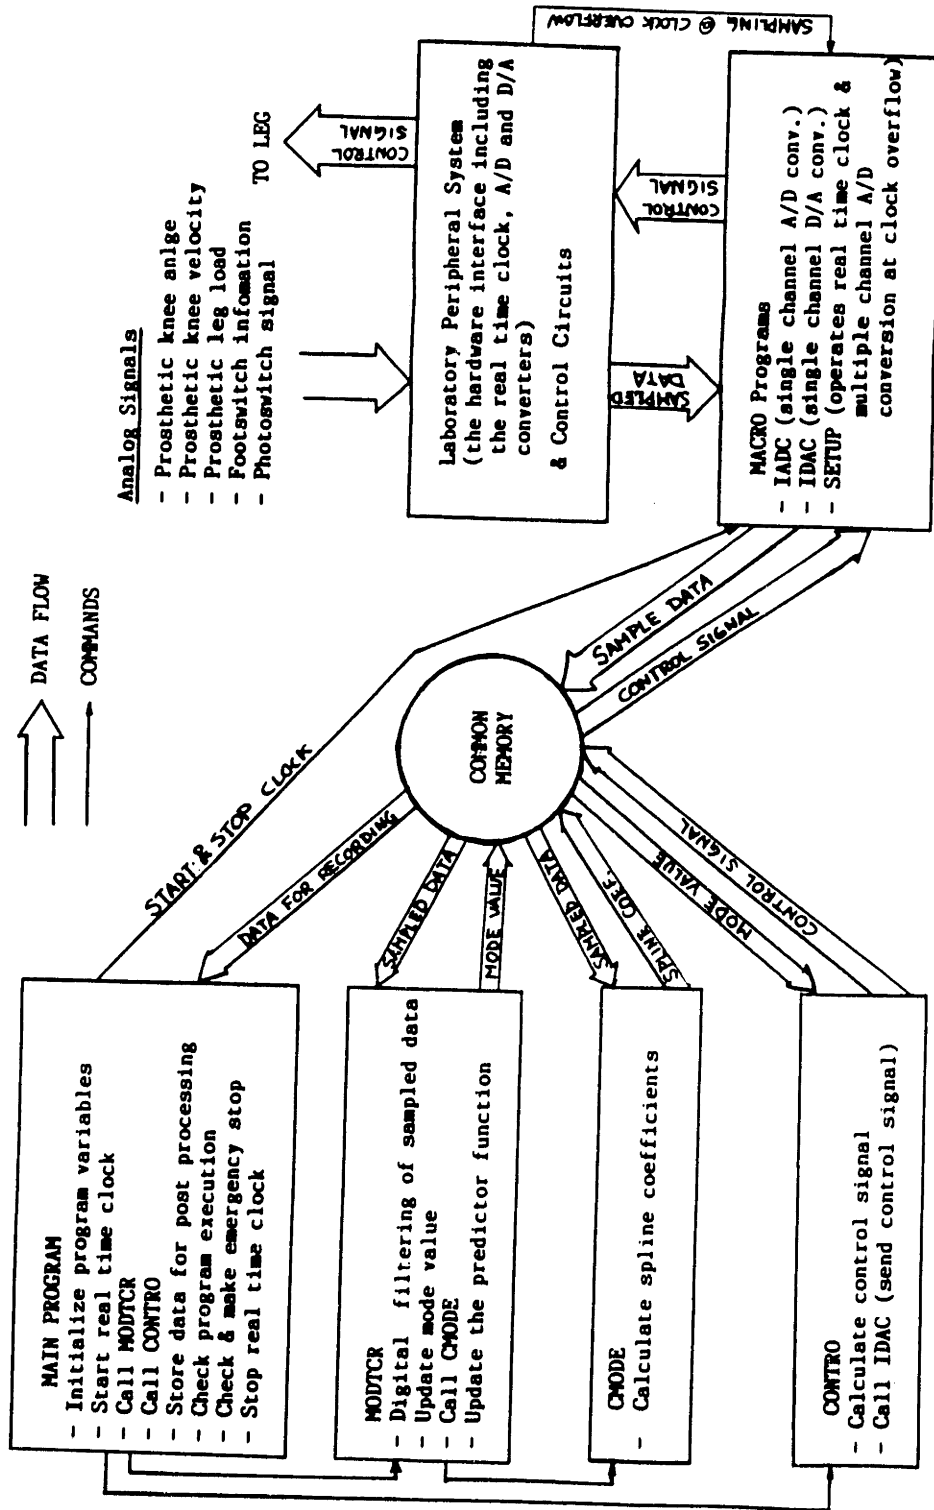 DATA FLOW
COMMANDS
MAIN PROGRAM
- Initialize program variables
- Start real time clock
- Call MODTCR
- Call CONTRO
- Store data for post processing
- Check program execution
- Check & make emergency stop
- Stop real time clock
MODTCR
- Digital filtering of sampled data
- Update mode value
- Call CMODE
- Update the predictor function
CMODE
- Calculate spline coefficients
CONTRO
- Calculate control signal
- Call IDAC (send control signal)
START & STOP CLOCK
DATA FOR RECORDING
SAMPLED DATA
MODE VALUE
SAMPLED DATA
SPLINE COEF.
MODE VALUE
CONTROL SIGNAL
COMMON
MEMORY
SAMPLE DATA
CONTROL SIGNAL
Analog Signals
- Prosthetic knee anlge
- Prosthetic knee velocity
- Prosthetic leg load
- Footswitch infomation
- Photoswitch signal
TO LEG
CONTROL
SIGNAL
Laboratory Peripheral System
(the hardware interface including
the real time clock, A/D and D/A
converters)
& Control Circuits
SAMPLED
DATA
CONTROL
SIGNAL
SAMPLING @ CLOCK OVERFLOW
MACRO Programs
- IADC (single channel A/D conv.)
- IDAC (single channel D/A conv.)
- SETUP (operates real time clock &
multiple channel A/D
conversion at clock overflow)